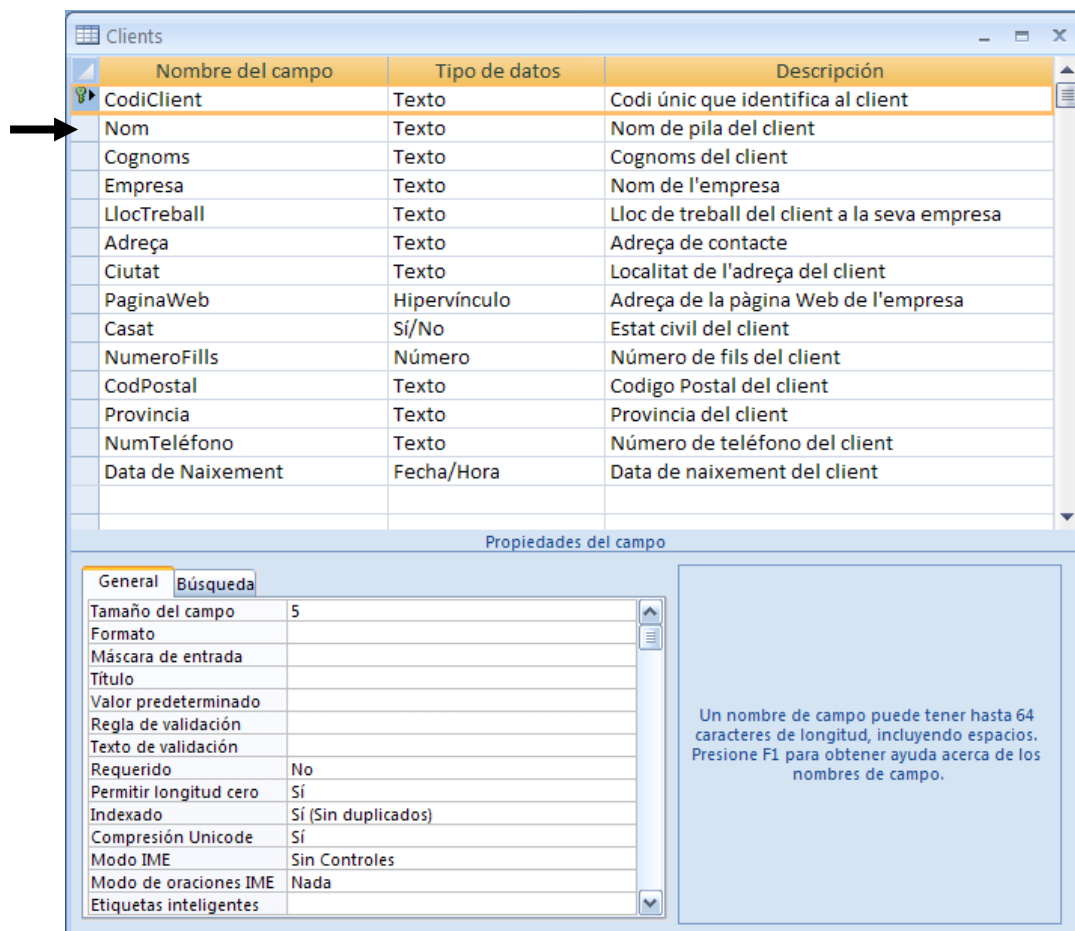 Clients
Nombre del campo Tipo de datos Descripción
CodiClient Texto Codi únic que identifica al client
Nom Texto Nom de pila del client
Cognoms Texto Cognoms del client
Empresa Texto Nom de l'empresa
LlocTreball Texto Lloc de treball del client a la seva empresa
Adreça Texto Adreça de contacte
Ciutat Texto Localitat de l'adreça del client
PaginaWeb Hipervínculo Adreça de la pàgina Web de l'empresa
Casat Sí/No Estat civil del client
NumeroFills Número Número de fils del client
CodPostal Texto Codigo Postal del client
Provincia Texto Provincia del client
NumTeléfono Texto Número de teléfono del client
Data de Naixement Fecha/Hora Data de naixement del client
Propiedades del campo
General Búsqueda
Tamaño del campo 5
Formato
Máscara de entrada
Título
Valor predeterminado
Regla de validación
Texto de validación
Requerido No
Permitir longitud cero Sí
Indexado Sí (Sin duplicados)
Compresión Unicode Sí
Modo IME Sin Controles
Modo de oraciones IME Nada
Etiquetas inteligentes
Un nombre de campo puede tener hasta 64
caracteres de longitud, incluyendo espacios.
Presione F1 para obtener ayuda acerca de los
nombres de campo.